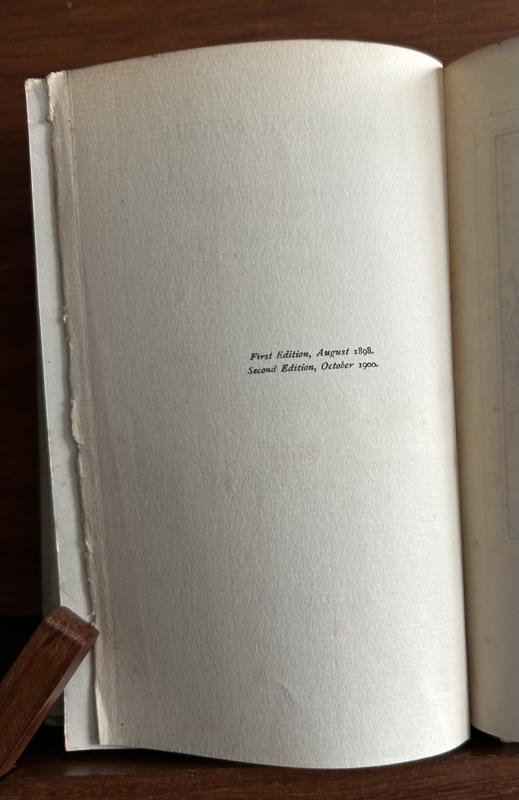 First Edition, August 1898.
Second Edition, October 1900.